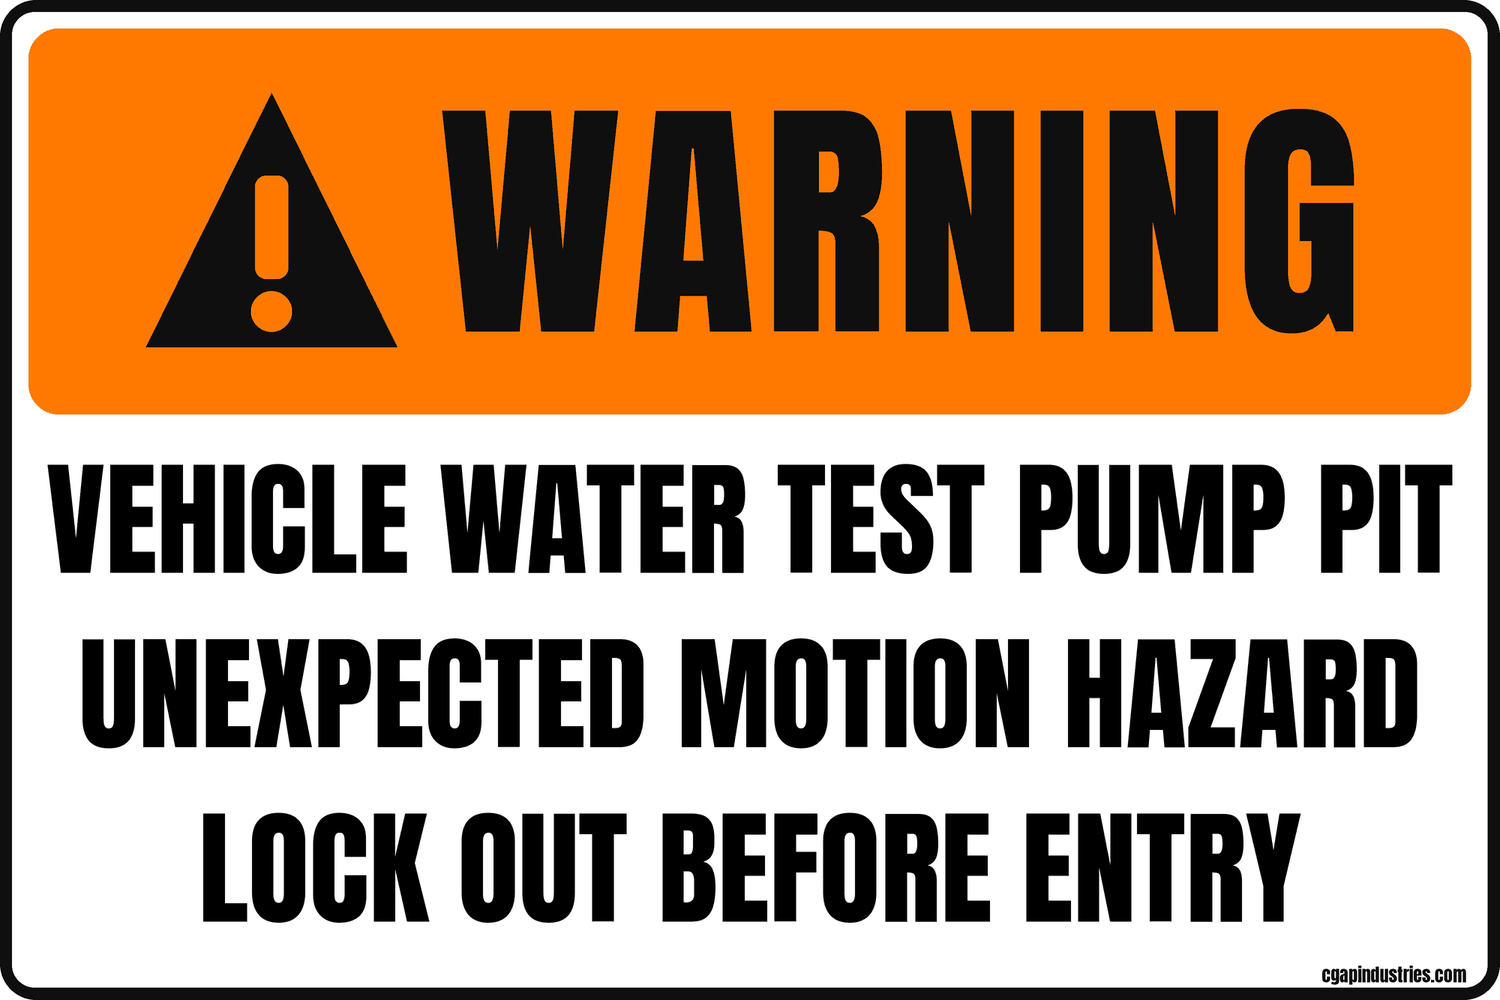 WARNING
VEHICLE WATER TEST PUMP PIT
UNEXPECTED MOTION HAZARD
LOCK OUT BEFORE ENTRY
cgapindustries.com